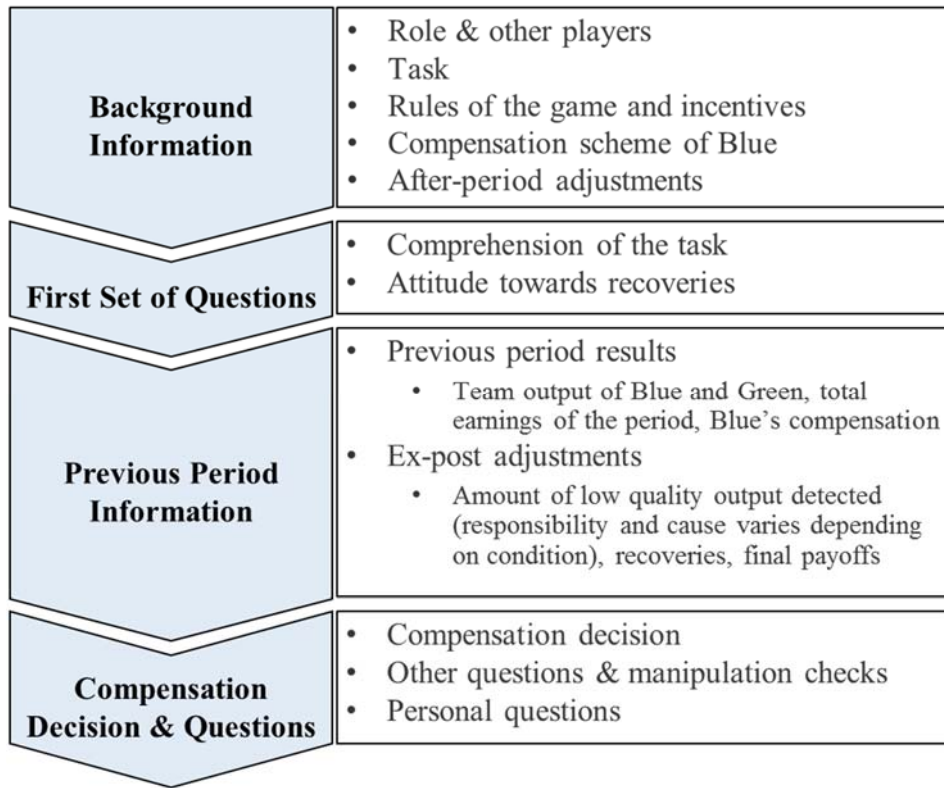 Background
Information
• Role & other players
• Task
• Rules of the game and incentives
• Compensation scheme of Blue
• After-period adjustments
First Set of Questions
• Comprehension of the task
• Attitude towards recoveries
Previous Period
Information
• Previous period results
• Team output of Blue and Green, total
earnings of the period, Blue’s compensation
• Ex-post adjustments
• Amount of low quality output detected
(responsibility and cause varies depending
on condition), recoveries, final payoffs
Compensation
Decision & Questions
• Compensation decision
• Other questions & manipulation checks
• Personal questions